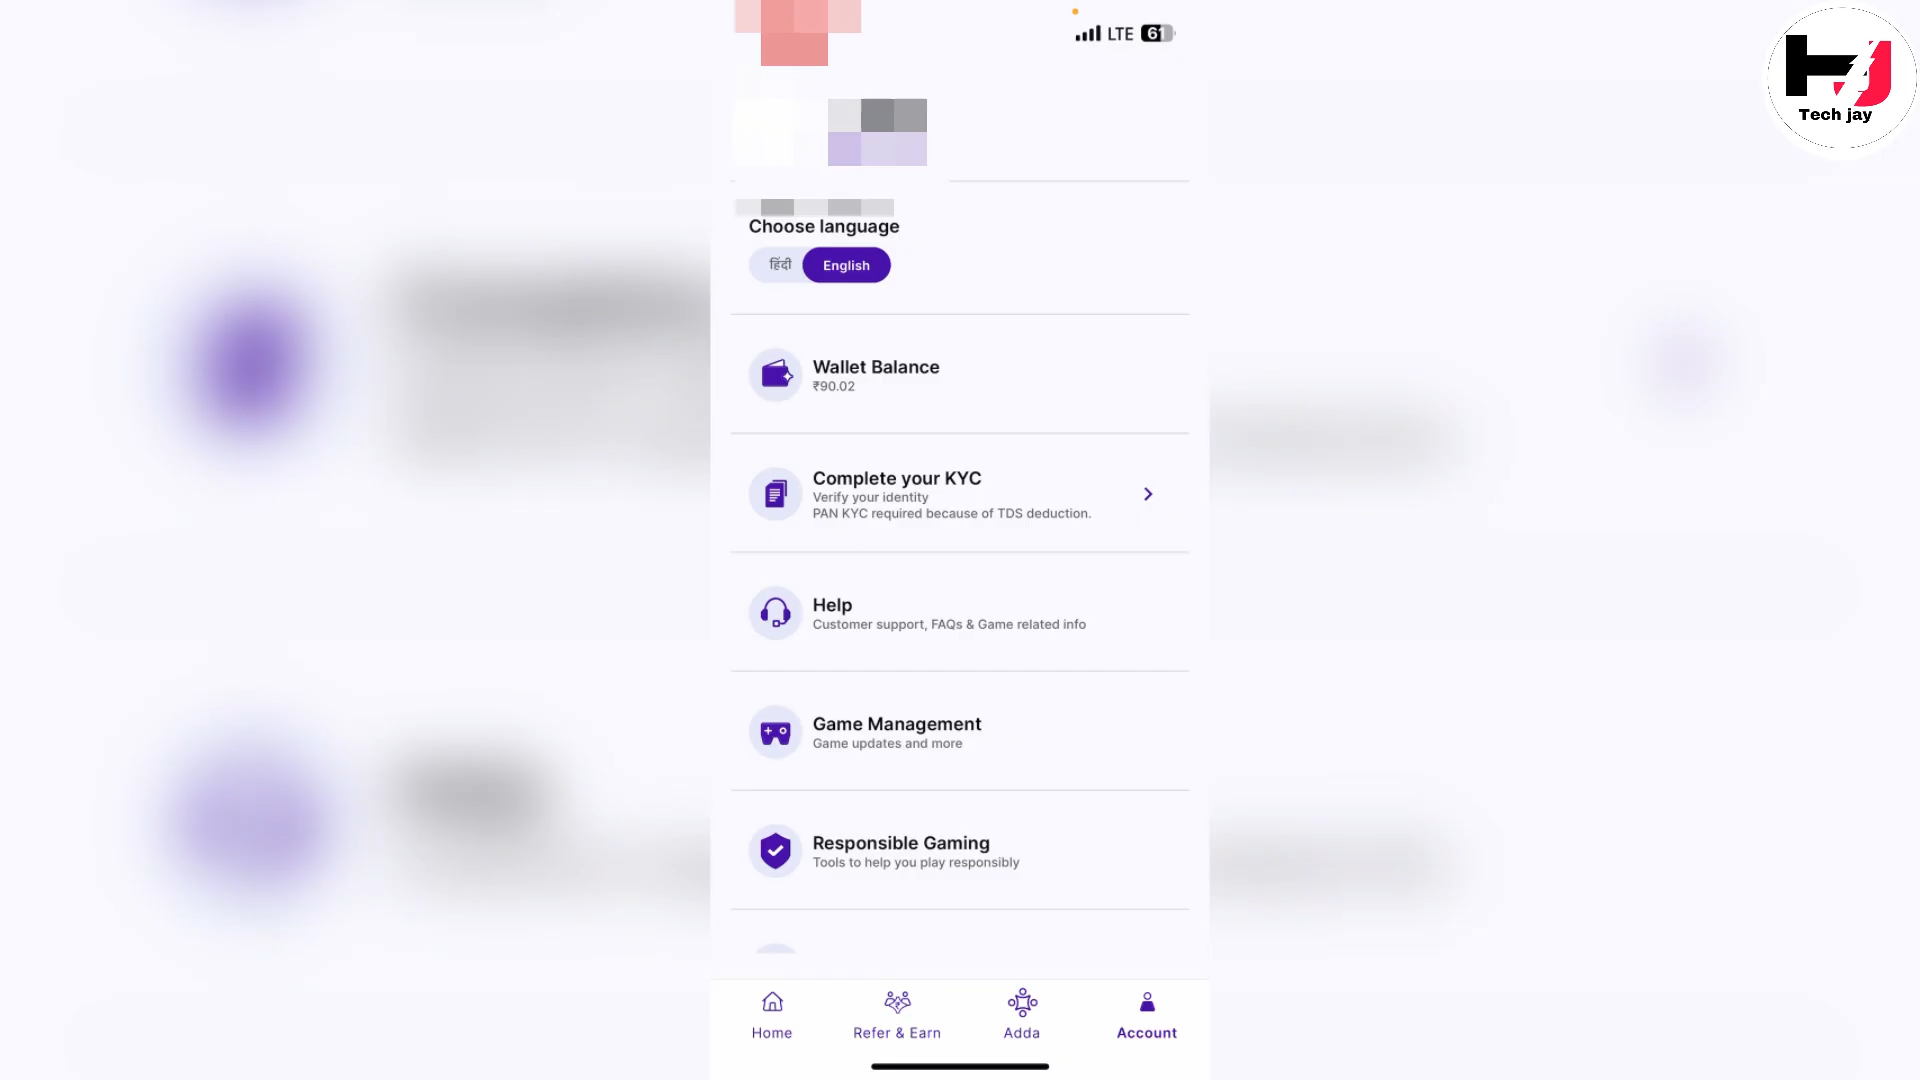 LTE 61
Tech jay
Choose language
हिंदी English
Wallet Balance
₹90.02
Complete your KYC
Verify your identity
PAN KYC required because of TDS deduction.
Help
Customer support, FAQs & Game related info
Game Management
Game updates and more
Responsible Gaming
Tools to help you play responsibly
Home Refer & Earn Adda Account